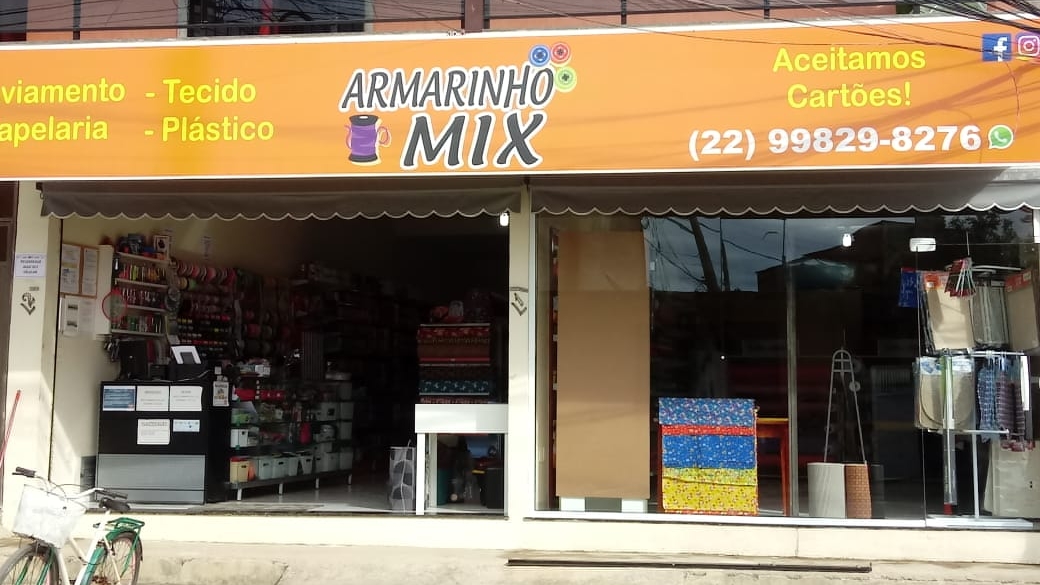 viamento - Tecido
apelaria - Plástico
ARMARINHO
MIX
Aceitamos
Cartões!
(22) 99829-8276